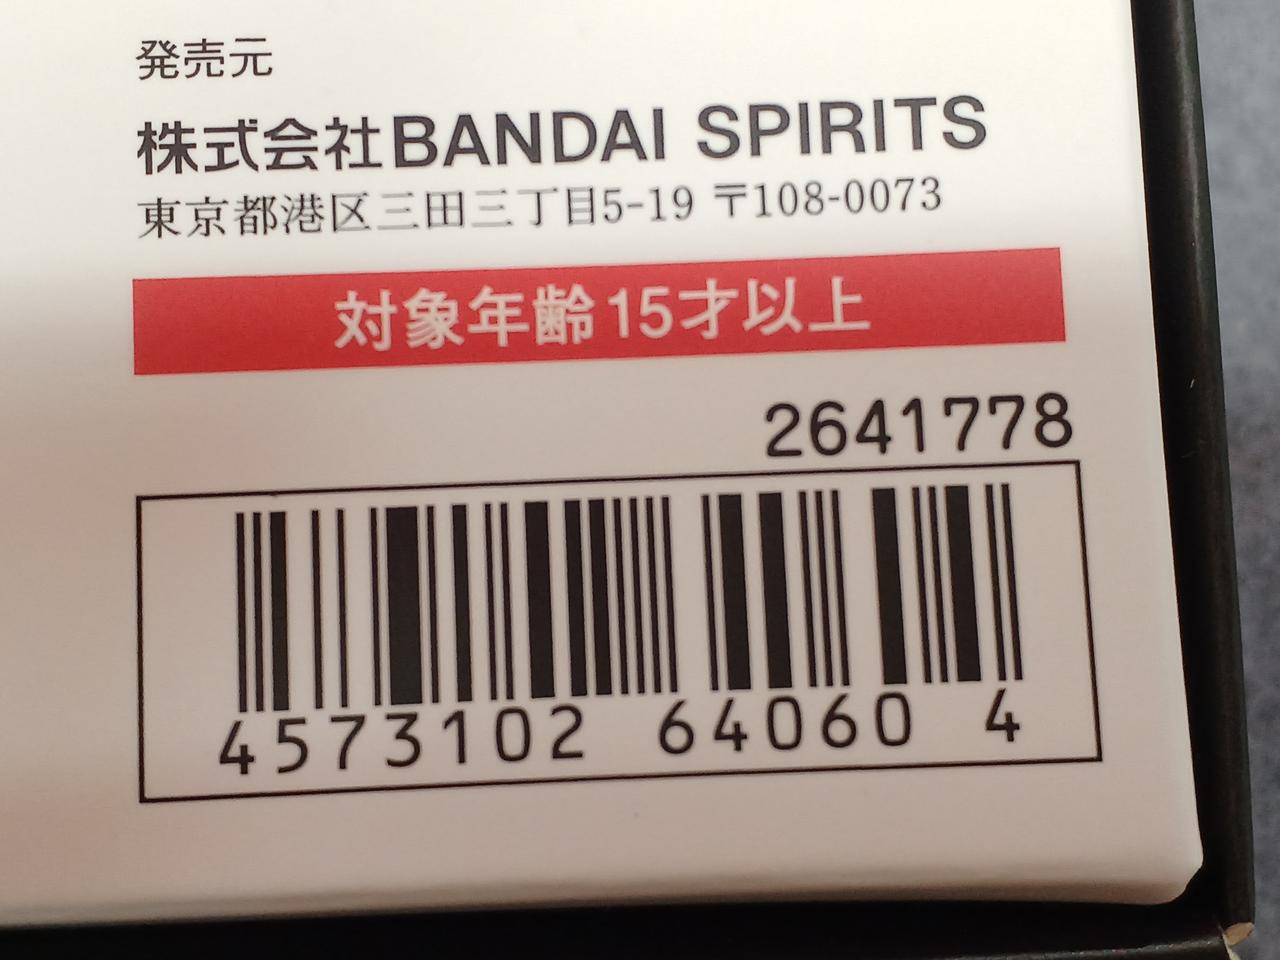 発売元
株式会社BANDAI SPIRITS
東京都港区三田三丁目5-19 〒108-0073
対象年齢15才以上
2641778
4573102 64060 4